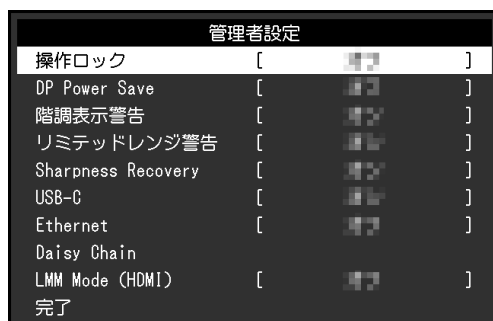 管理者設定
操作ロック [ ]
DP Power Save [ ]
階調表示警告 [ ]
リミテッドレンジ警告 [ ]
Sharpness Recovery [ ]
USB-C [ ]
Ethernet [ ]
Daisy Chain
LMM Mode (HDMI) [ ]
完了